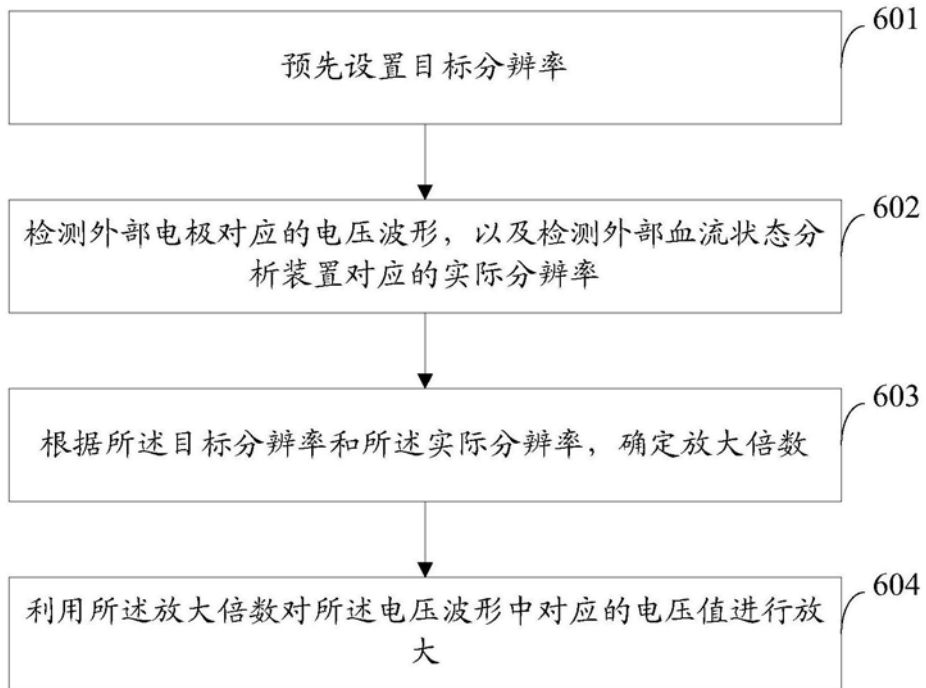 601
预先设置目标分辨率
602
检测外部电极对应的电压波形，以及检测外部血流状态分
析装置对应的实际分辨率
603
根据所述目标分辨率和所述实际分辨率，确定放大倍数
604
利用所述放大倍数对所述电压波形中对应的电压值进行放
大